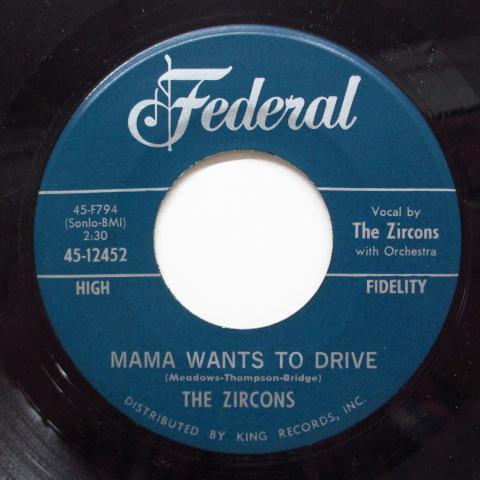 Federal
45-F794
(Sonlo-BMI)
2:30
45-12452
Vocal by
The Zircons
with Orchestra
HIGH FIDELITY
MAMA WANTS TO DRIVE
(Meadows-Thompson-Bridge)
THE ZIRCONS
DISTRIBUTED BY KING RECORDS, INC.